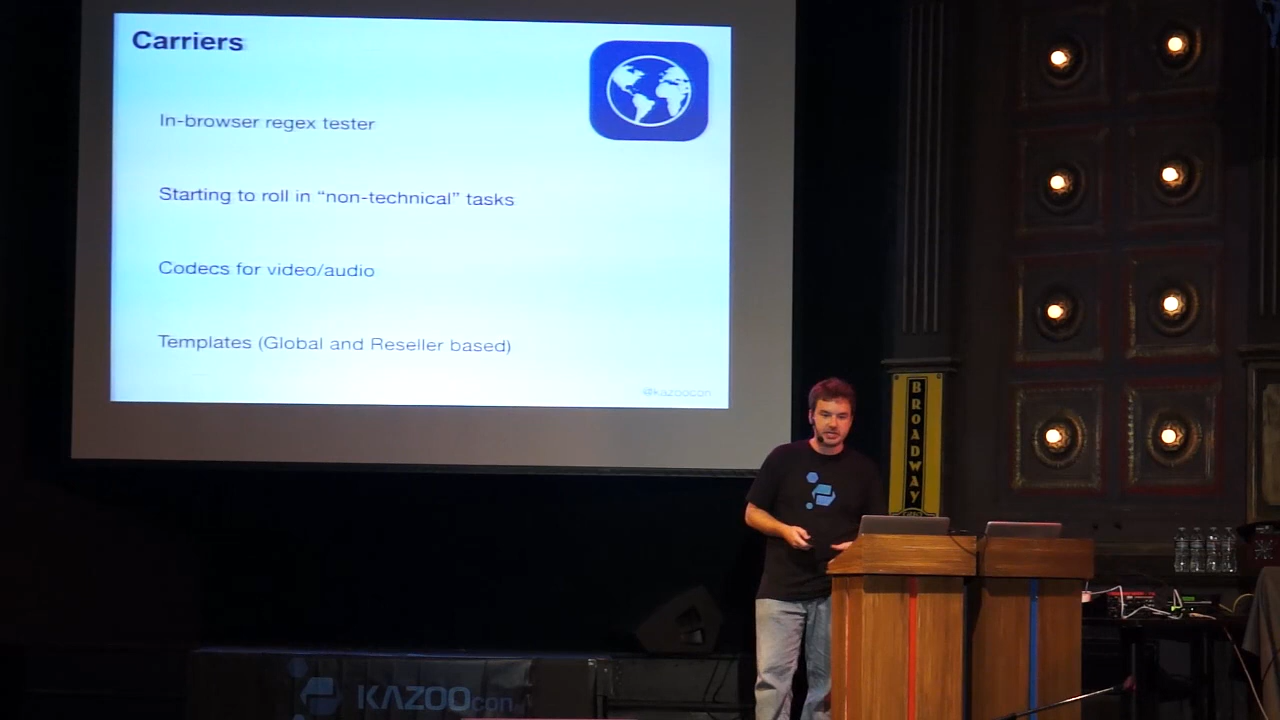 Carriers
In-browser regex tester
Starting to roll in “non-technical” tasks
Codecs for video/audio
Templates (Global and Reseller based)
@kazoocon
BROADWAY
KAZOOcon